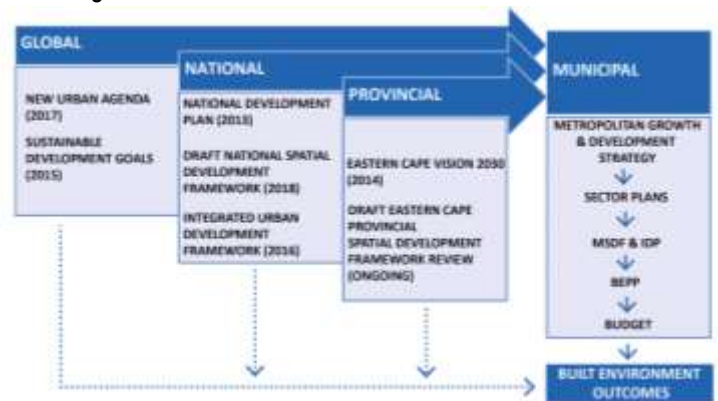 GLOBAL
NEW URBAN AGENDA
(2017)
SUSTAINABLE
DEVELOPMENT GOALS
(2015)
NATIONAL
NATIONAL DEVELOPMENT
PLAN (2013)
DRAFT NATIONAL SPATIAL
DEVELOPMENT
FRAMEWORK (2018)
INTEGRATED URBAN
DEVELOPMENT
FRAMEWORK (2016)
PROVINCIAL
EASTERN CAPE VISION 2030
(2014)
DRAFT EASTERN CAPE
PROVINCIAL
SPATIAL DEVELOPMENT
FRAMEWORK REVIEW
(ONGOING)
MUNICIPAL
METROPOLITAN GROWTH
& DEVELOPMENT
STRATEGY
SECTOR PLANS
MSDF & IDP
BEPP
BUDGET
BUILT ENVIRONMENT
OUTCOMES